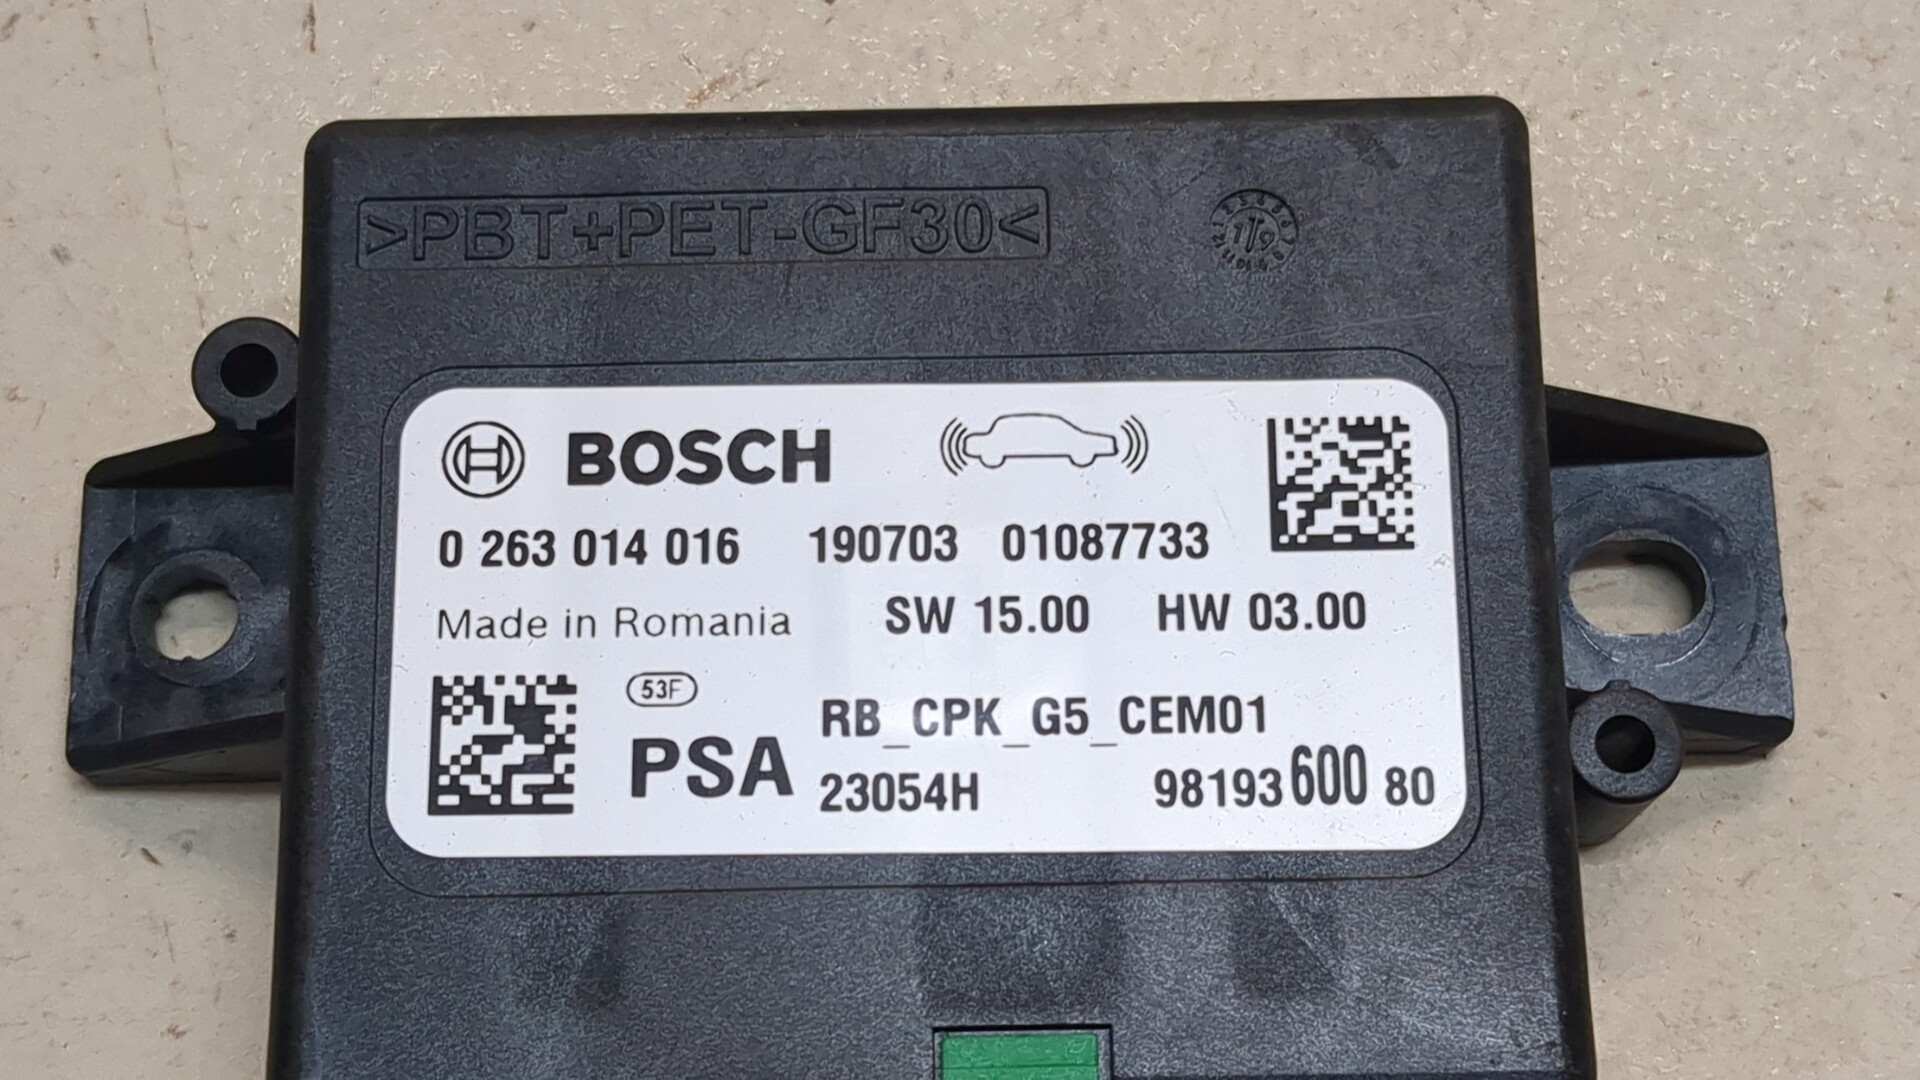 >PBT+PET-GF30<
19
BOSCH
0 263 014 016 190703 01087733
Made in Romania SW 15.00 HW 03.00
53F
PSA RB_CPK_G5_CEM01
23054H 98193 600 80